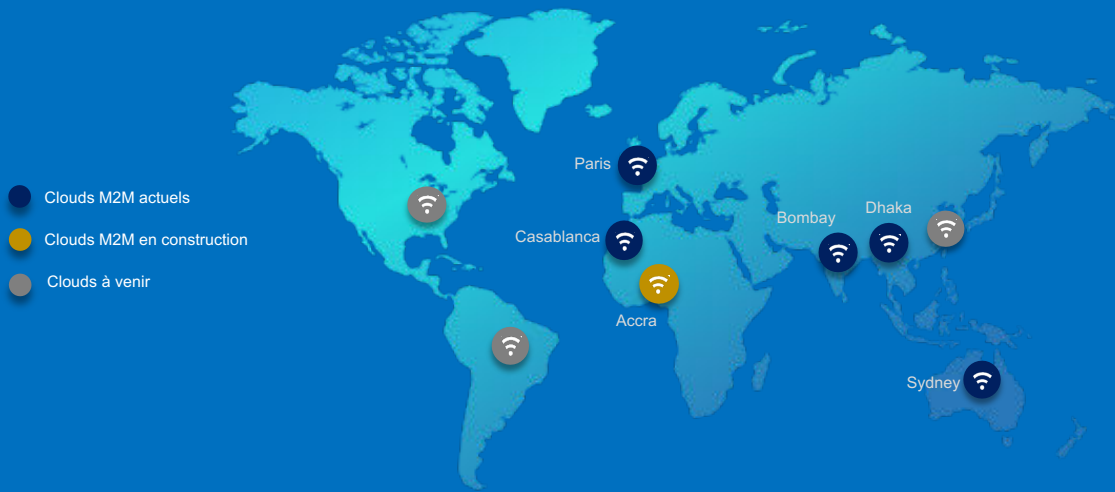 Paris
Clouds M2M actuels
Dhaka
Bombay
Casablanca
Clouds M2M en construction
Clouds à venir
Accra
Sydney